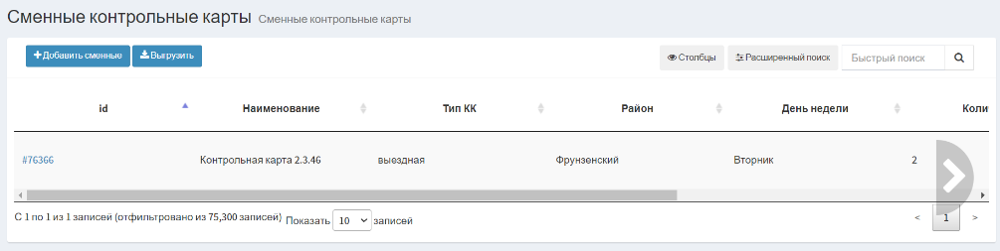 Сменные контрольные карты Сменные контрольные карты
Добавить сменные Выгрузить Столбцы Расширенный поиск Быстрый поиск
id Наименование Тип КК Район День недели Коли
#76366 Контрольная карта 2.3.46 выездная Фрунзенский Вторник 2
С 1 по 1 из 1 записей (отфильтровано из 75,300 записей) Показать 10 записей < 1 >